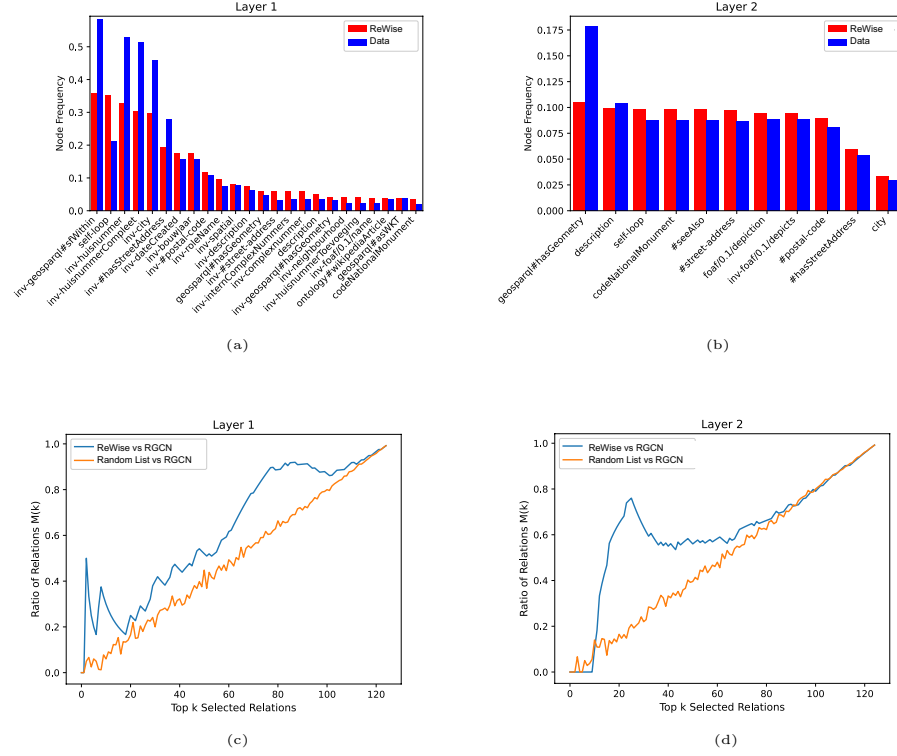 Layer 1
ReWise
Data
Node Frequency
0.5
0.4
0.3
0.2
0.1
0.0
inv-geosparql#sfWithin
self-loop
inv-huisnummer
inv-huisnummerCompleet
inv-city
inv-#hasStreetAddress
inv-dateCreated
inv-bouwjaar
inv-#postal-code
inv-roleName
inv-spatial
inv-description
geosparql#hasGeometry
inv-#street-address
inv-internComplexNummers
inv-complexnummer
description
inv-geosparql#hasGeometry
inv-neighbourhood
inv-huisnummerToevoeging
inv-foaf/0.1/name
ontology#wikipediaArticle
geosparql#asWKT
codeNationalMonument
(a)
Layer 2
ReWise
Data
Node Frequency
0.175
0.150
0.125
0.100
0.075
0.050
0.025
0.000
geosparql#hasGeometry
description
self-loop
codeNationalMonument
#seeAlso
#street-address
foaf/0.1/depiction
inv-foaf/0.1/depicts
#postal-code
#hasStreetAddress
city
(b)
Layer 1
ReWise vs RGCN
Random List vs RGCN
Ratio of Relations M(k)
1.0
0.8
0.6
0.4
0.2
0.0
0 20 40 60 80 100 120
Top k Selected Relations
(c)
Layer 2
ReWise vs RGCN
Random List vs RGCN
Ratio of Relations M(k)
1.0
0.8
0.6
0.4
0.2
0.0
0 20 40 60 80 100 120
Top k Selected Relations
(d)